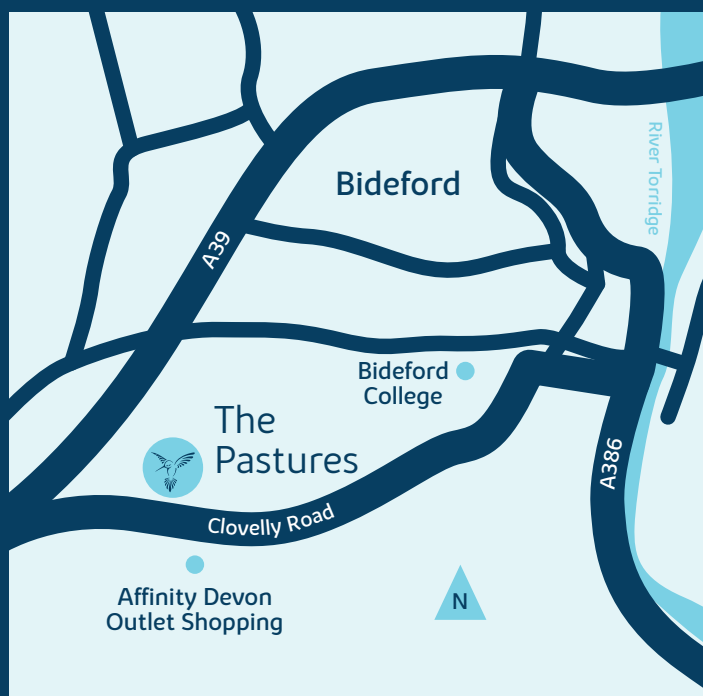 River Torridge
Bideford
A39
Bideford
College
The
Pastures
A386
Clovelly Road
Affinity Devon
Outlet Shopping
N